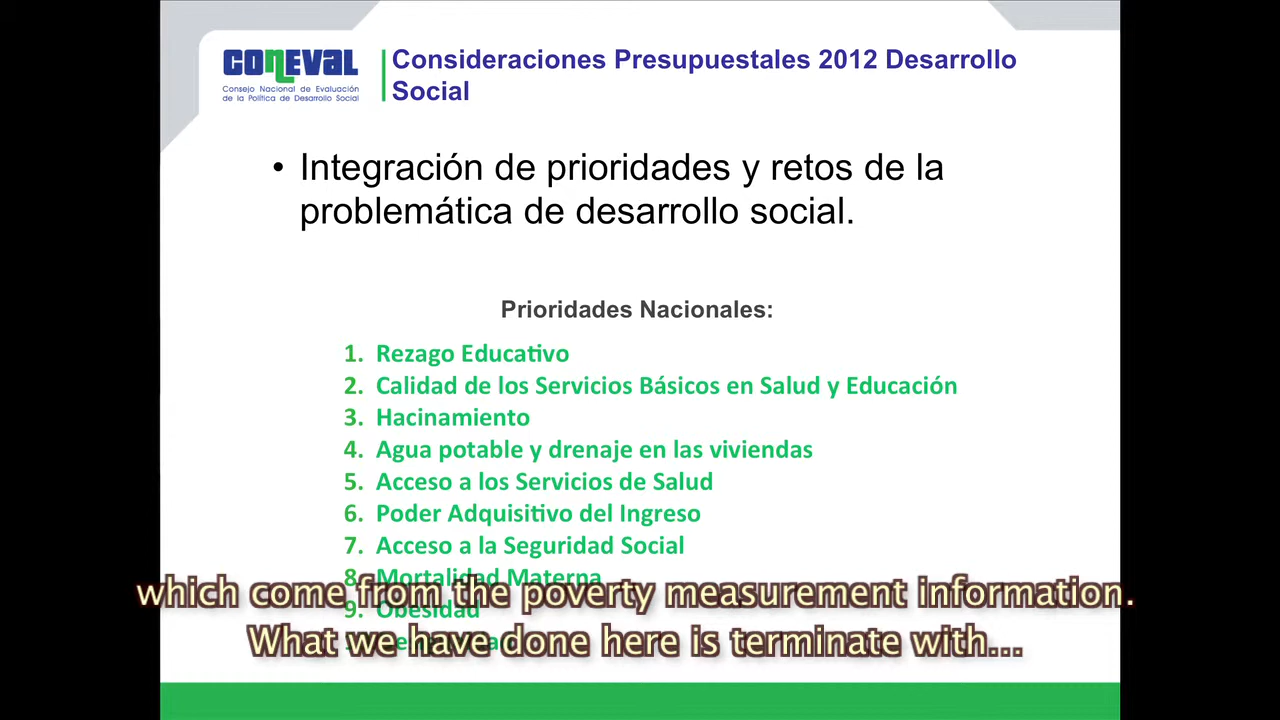 CONEVAL
Consejo Nacional de Evaluación
de la Política de Desarrollo Social
Consideraciones Presupuestales 2012 Desarrollo
Social
• Integración de prioridades y retos de la
problemática de desarrollo social.
Prioridades Nacionales:
1. Rezago Educativo
2. Calidad de los Servicios Básicos en Salud y Educación
3. Hacinamiento
4. Agua potable y drenaje en las viviendas
5. Acceso a los Servicios de Salud
6. Poder Adquisitivo del Ingreso
7. Acceso a la Seguridad Social
8. Mortalidad Materna
which come from the poverty measurement information.
9. Obesidad
What we have done here is terminate with...